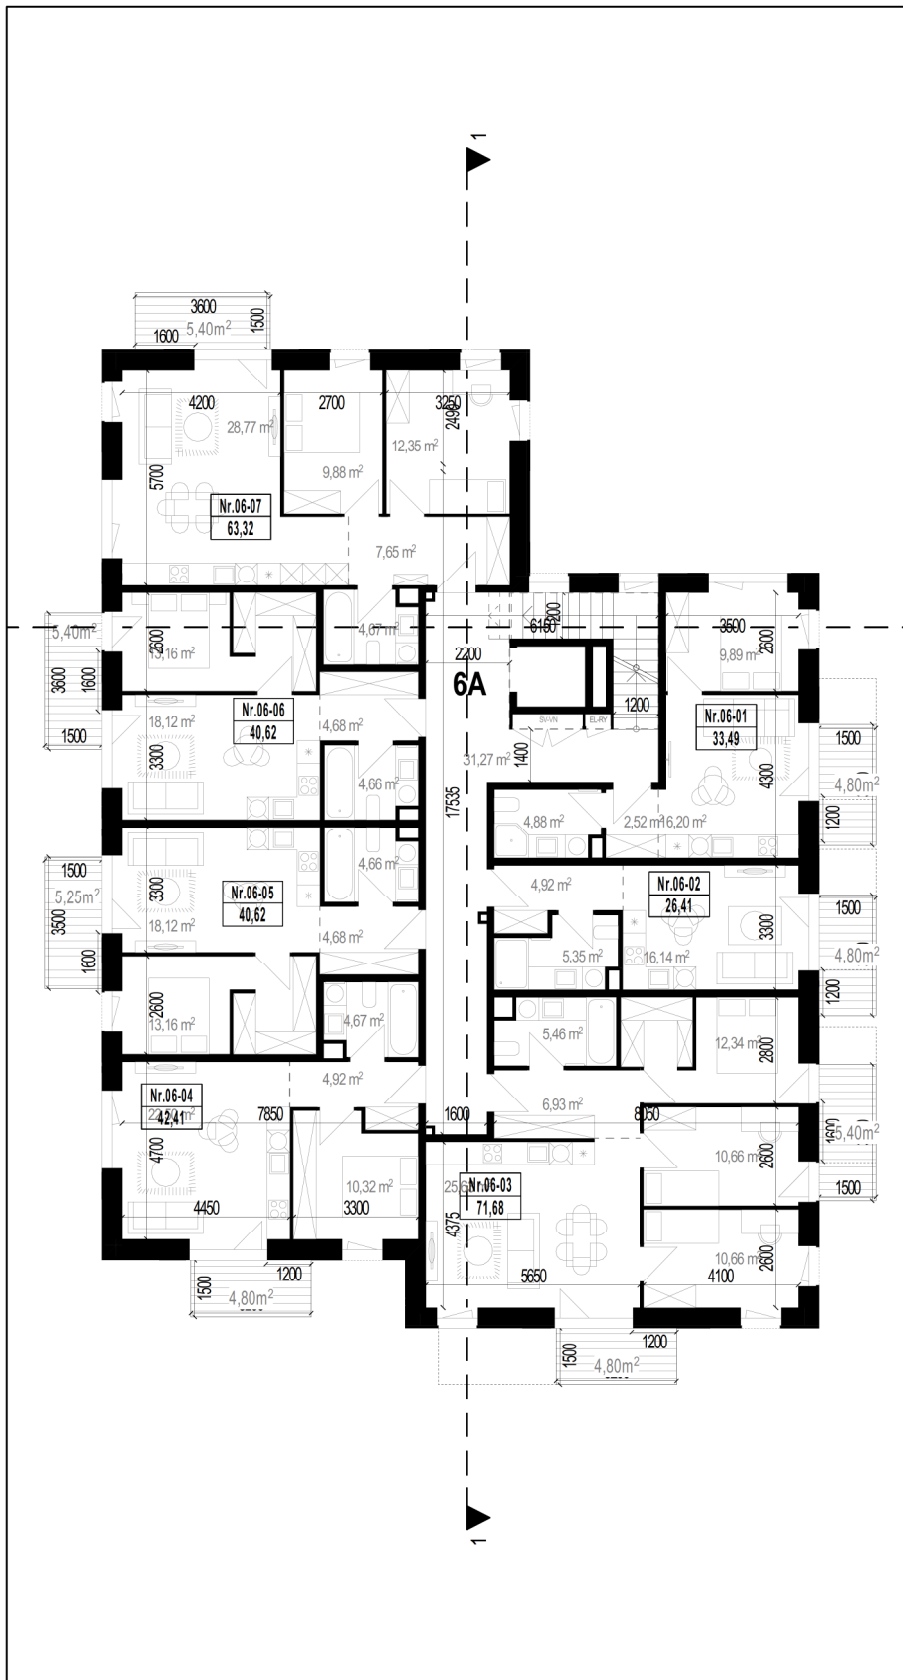 1
3600
5,40m²
1600
1500
4200
2700
3250
2490
28,77 m²
12,35 m²
9,88 m²
5700
Nr.06-07
63,32
7,65 m²
4,67 m²
5,40m²
3600
1600
1500
2600
13,16 m²
6150
1200
2200
6A
3500
2600
9,89 m²
1200
SV-VN
EL-RY
18,12 m²
3300
Nr.06-06
40,62
4,68 m²
4,66 m²
31,27 m²
1400
17535
Nr.06-01
33,49
4300
1500
4,80m²
1200
4,88 m²
2,52 m²
16,20 m²
1500
5,25m²
3500
1600
3300
18,12 m²
Nr.06-05
40,62
4,66 m²
4,68 m²
4,92 m²
Nr.06-02
26,41
3300
5,35 m²
16.14 m²
1500
4,80m²
1200
2600
13,16 m²
4,67 m²
5,46 m²
12,34 m²
2800
Nr.06-04
42,41
4,92 m²
7850
1600
6,93 m²
8050
1600
5,40m²
1500
4700
10,32 m²
4450
3300
Nr.06-03
71,68
4375
10,66 m²
2600
10,66 m²
2600
5650
4100
1500
1200
4,80m²
1500
1200
4,80m²
1